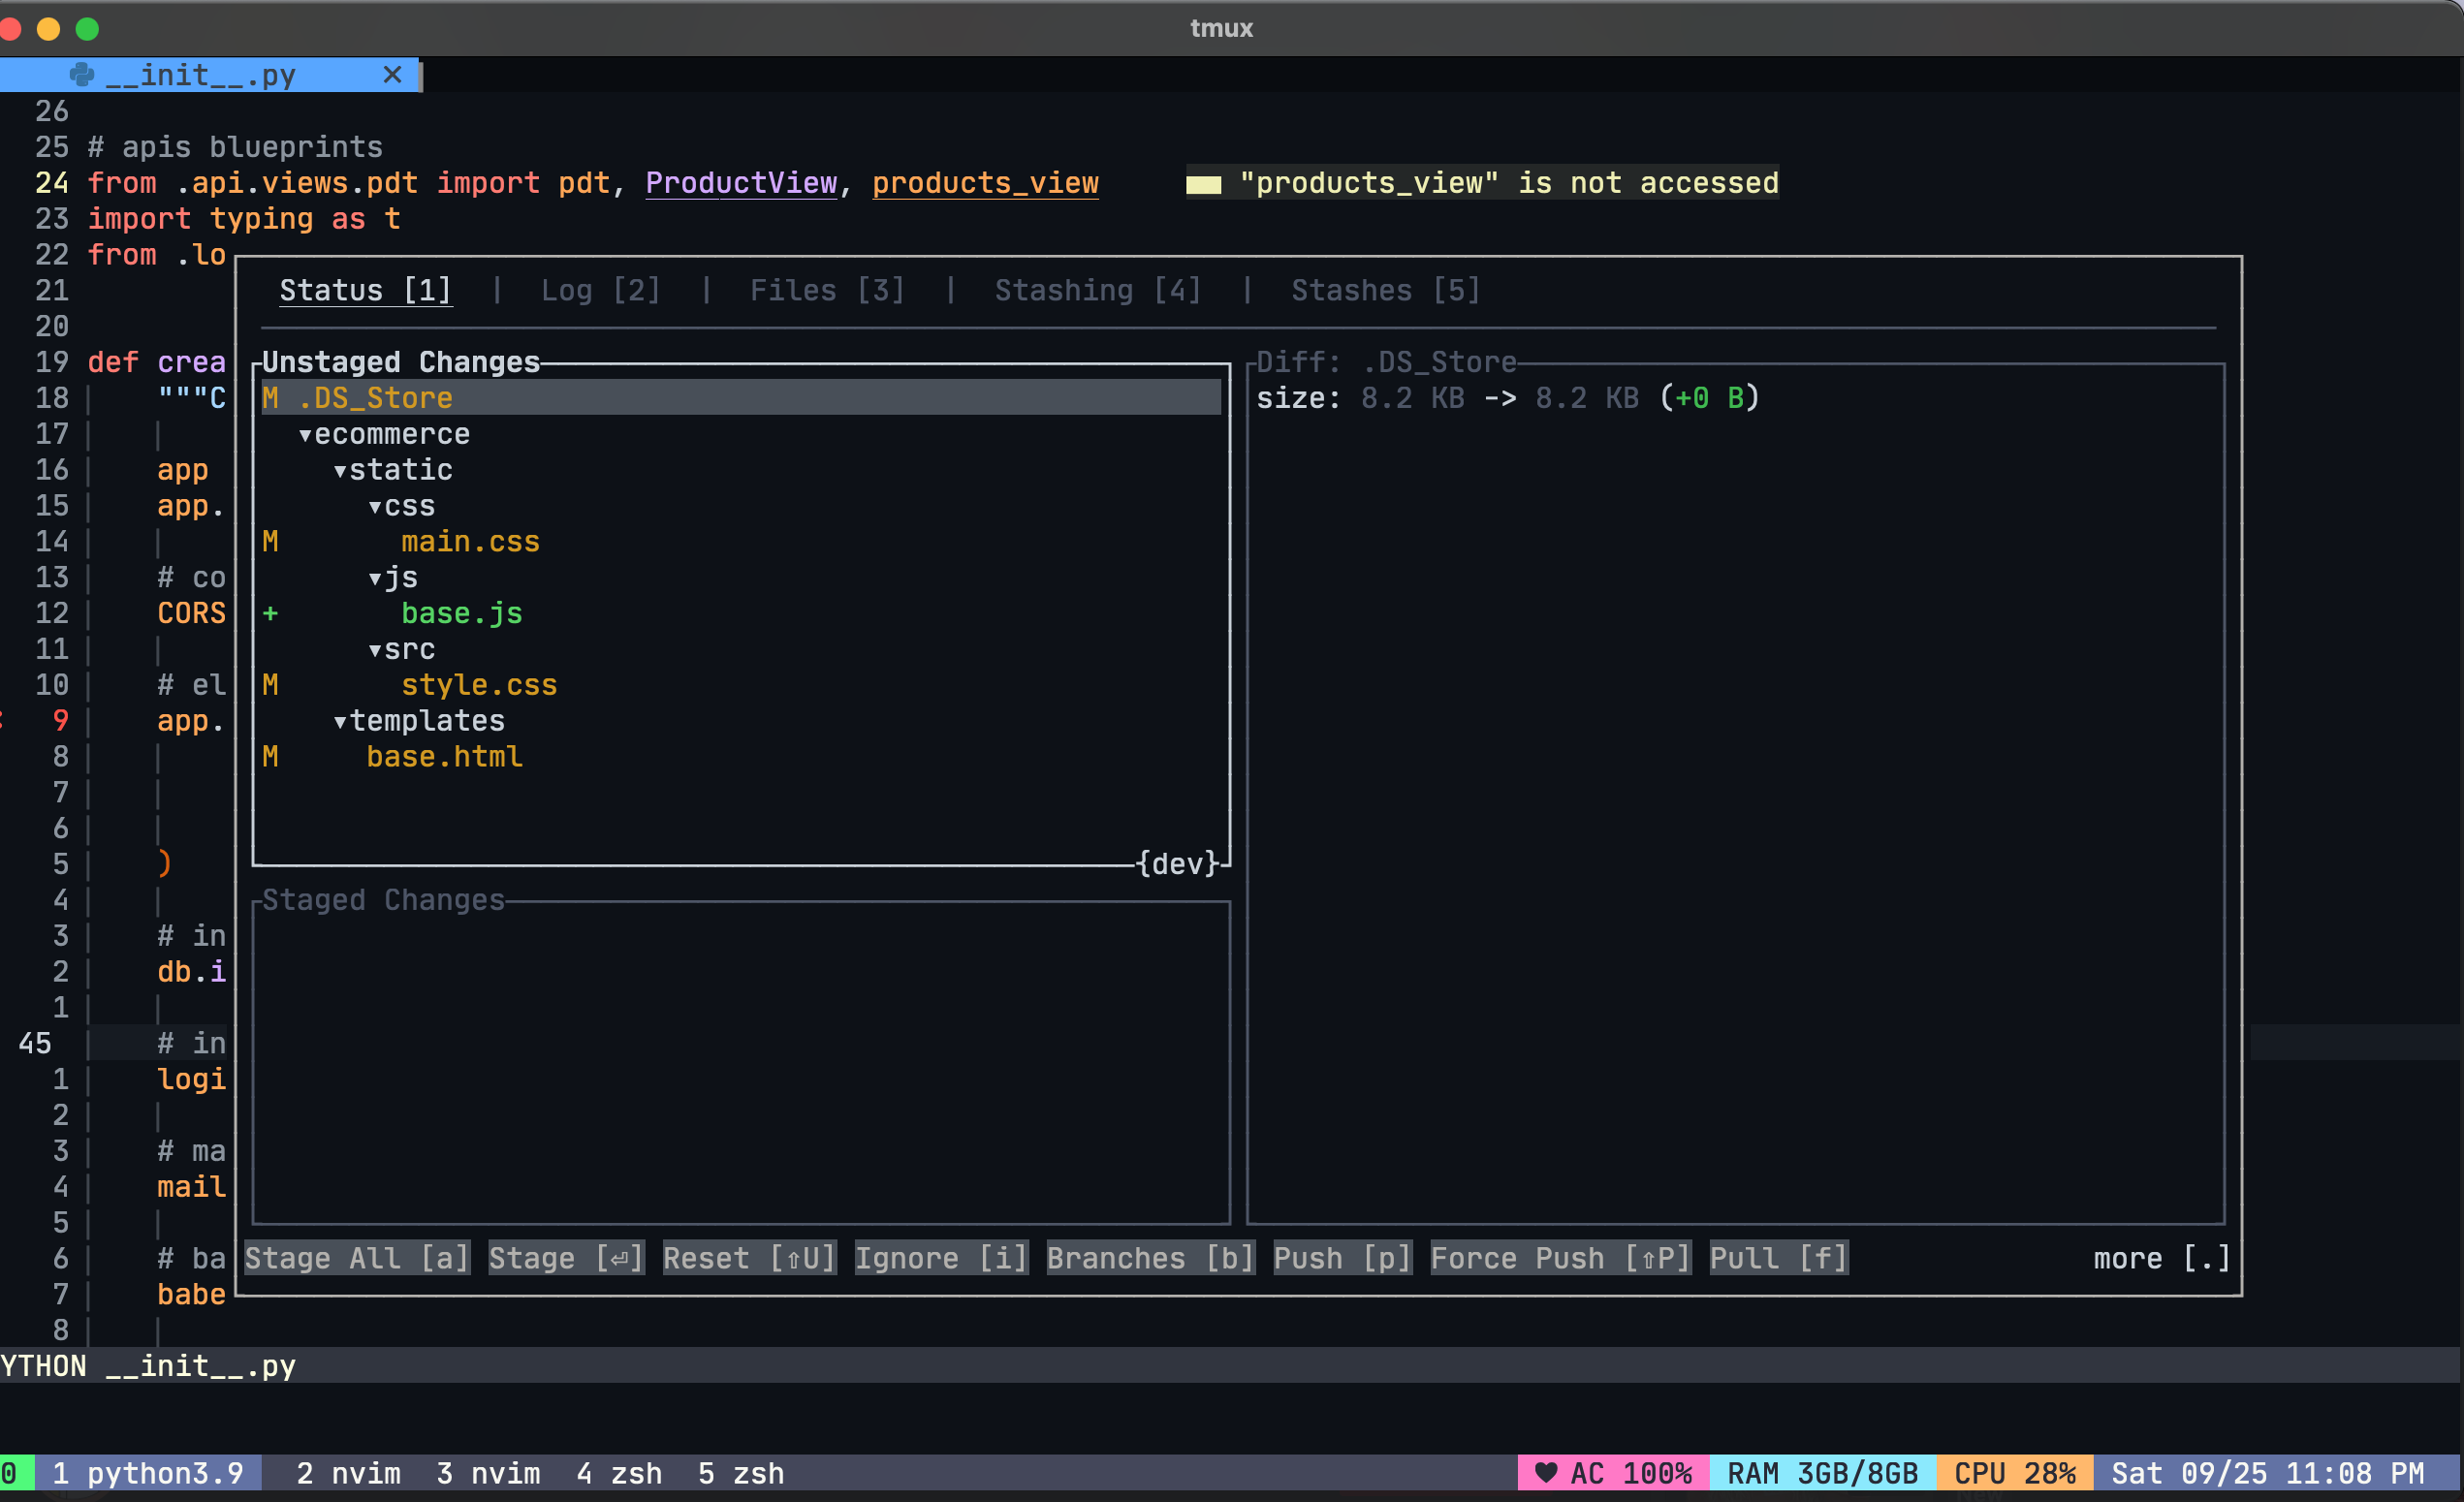 tmux
__init__.py ✕
26
25 # apis blueprints
24 from .api.views.pdt import pdt, ProductView, products_view "products_view" is not accessed
23 import typing as t
22 from .lo
21 Status [1] | Log [2] | Files [3] | Stashing [4] | Stashes [5]
20
19 def crea Unstaged Changes Diff: .DS_Store
18 """C M .DS_Store size: 8.2 KB -> 8.2 KB (+0 B)
17 ▾ecommerce
16 app ▾static
15 app. ▾css
14 M main.css
13 # co ▾js
12 CORS + base.js
11 ▾src
10 # el M style.css
9 app. ▾templates
8 M base.html
7
6
5 ) {dev}
4 Staged Changes
3 # in
2 db.i
1
45 # in
1 logi
2
3 # ma
4 mail
5
6 # ba Stage All [a] Stage [⏎] Reset [⇧U] Ignore [i] Branches [b] Push [p] Force Push [⇧P] Pull [f] more [.]
7 babe
8
YTHON __init__.py
0 1 python3.9 2 nvim 3 nvim 4 zsh 5 zsh ♥ AC 100% RAM 3GB/8GB CPU 28% Sat 09/25 11:08 PM